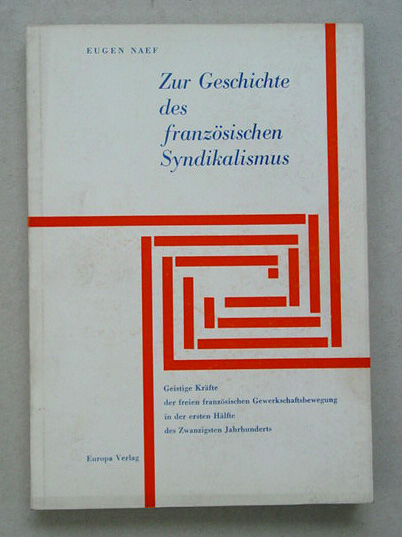 EUGEN NAEF
Zur Geschichte
des
französischen
Syndikalismus
Geistige Kräfte
der freien französischen Gewerkschaftsbewegung
in der ersten Hälfte
des Zwanzigsten Jahrhunderts
Europa Verlag